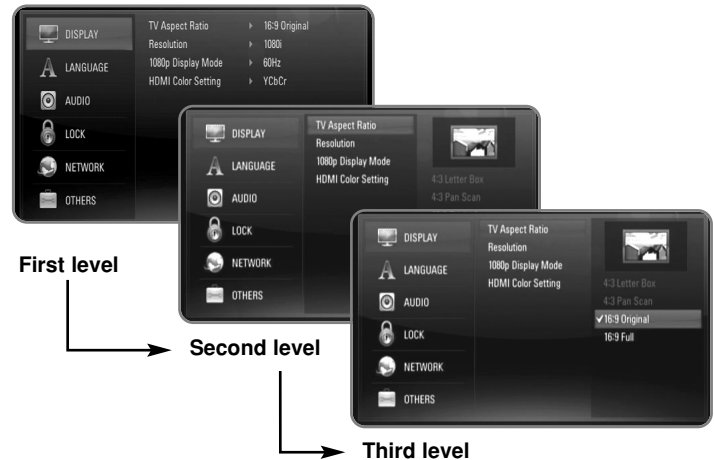 DISPLAY
LANGUAGE
AUDIO
LOCK
NETWORK
OTHERS
TV Aspect Ratio 16:9 Original
Resolution 1080i
1080p Display Mode 60Hz
HDMI Color Setting YCbCr
First level
DISPLAY
LANGUAGE
AUDIO
LOCK
NETWORK
OTHERS
TV Aspect Ratio
Resolution
1080p Display Mode
HDMI Color Setting
4:3 Letter Box
4:3 Pan Scan
Second level
DISPLAY
LANGUAGE
AUDIO
LOCK
NETWORK
OTHERS
TV Aspect Ratio
Resolution
1080p Display Mode
HDMI Color Setting
4:3 Letter Box
4:3 Pan Scan
✓16:9 Original
16:9 Full
Third level